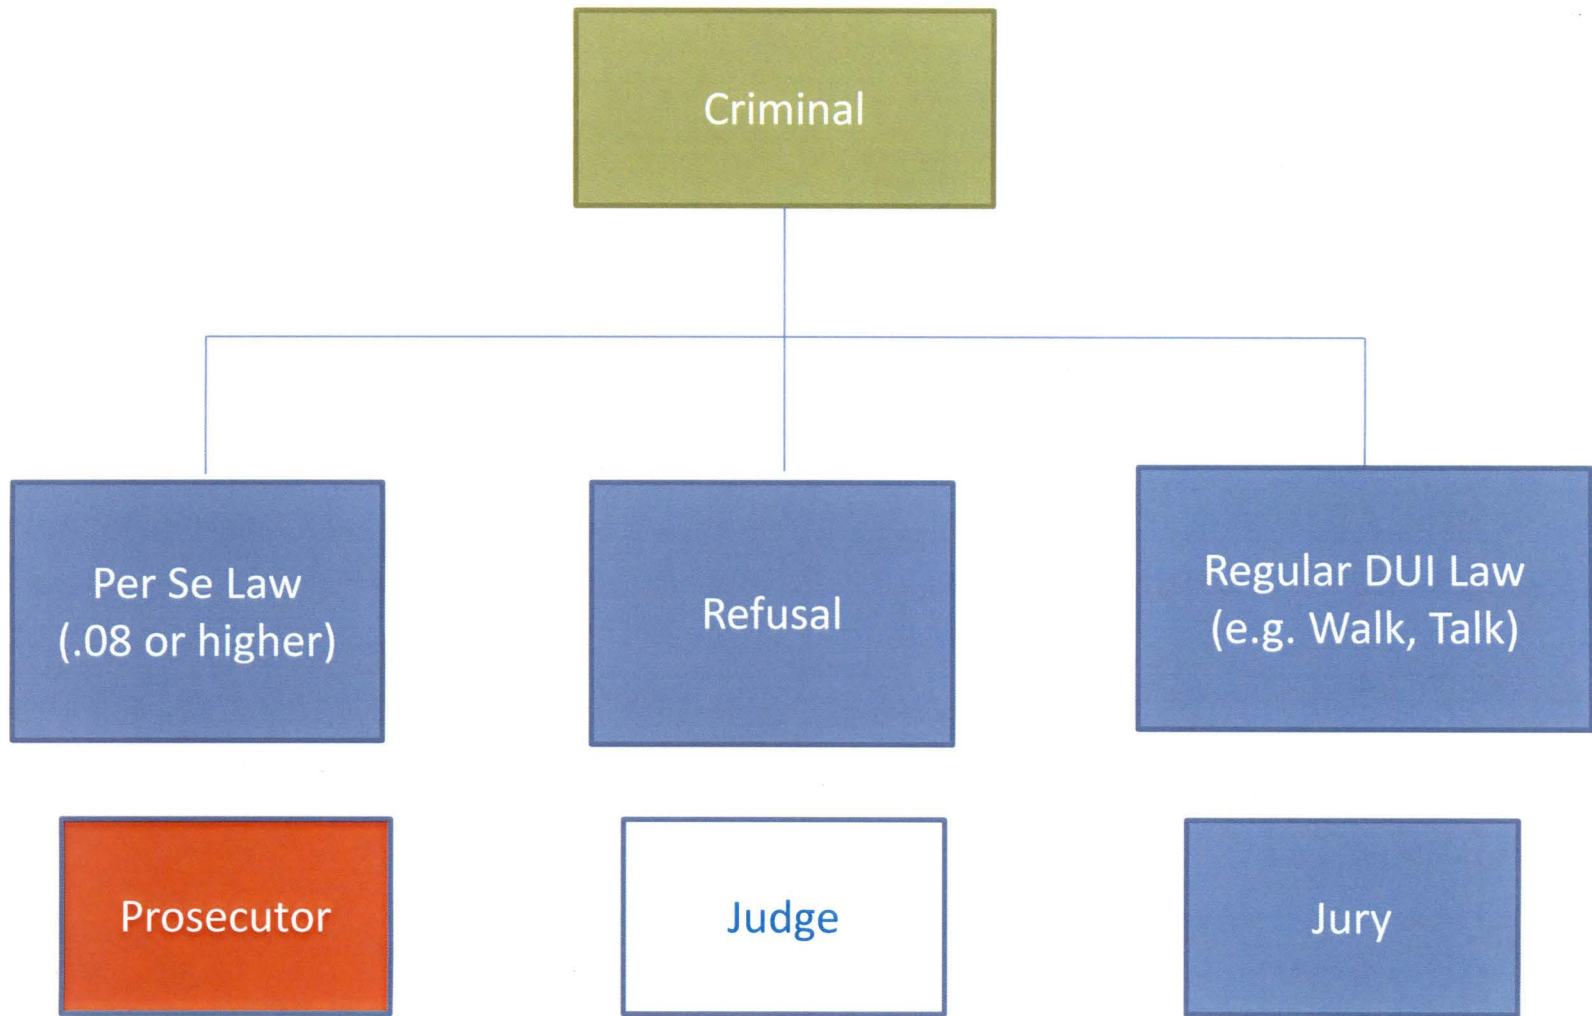 Criminal
Per Se Law
(.08 or higher)
Refusal
Regular DUI Law
(e.g. Walk, Talk)
Prosecutor
Judge
Jury